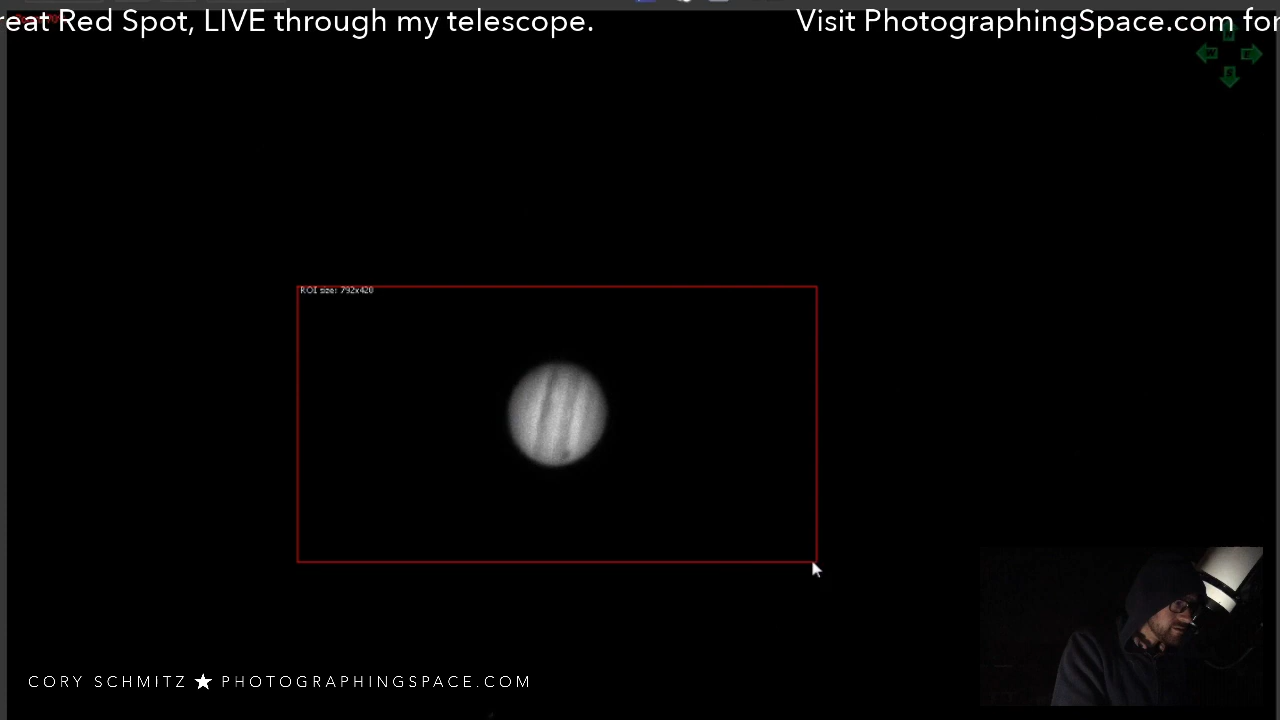 eat Red Spot, LIVE through my telescope. Visit PhotographingSpace.com for
W
S
ROI size: 792x420
CORY SCHMITZ ★ PHOTOGRAPHINGSPACE.COM